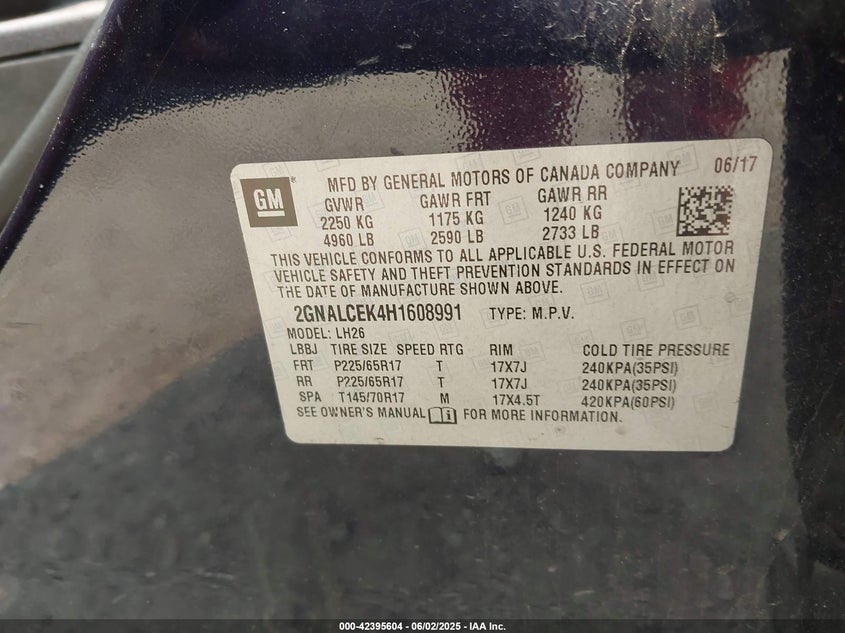 GM
MFD BY GENERAL MOTORS OF CANADA COMPANY 06/17
GVWR GAWR FRT GAWR RR
2250 KG 1175 KG 1240 KG
4960 LB 2590 LB 2733 LB
THIS VEHICLE CONFORMS TO ALL APPLICABLE U.S. FEDERAL MOTOR
VEHICLE SAFETY AND THEFT PREVENTION STANDARDS IN EFFECT ON
THE DATE OF MANUFACTURE SHOWN ABOVE.
2GNALCEK4H1608991 TYPE: M.P.V.
MODEL: LH26
LBBJ TIRE SIZE SPEED RTG RIM COLD TIRE PRESSURE
FRT P225/65R17 T 17X7J 240KPA(35PSI)
RR P225/65R17 T 17X7J 240KPA(35PSI)
SPA T145/70R17 M 17X4.5T 420KPA(60PSI)
SEE OWNER'S MANUAL FOR MORE INFORMATION.
000-42395604 / 06/02/2025 - IAA Inc.